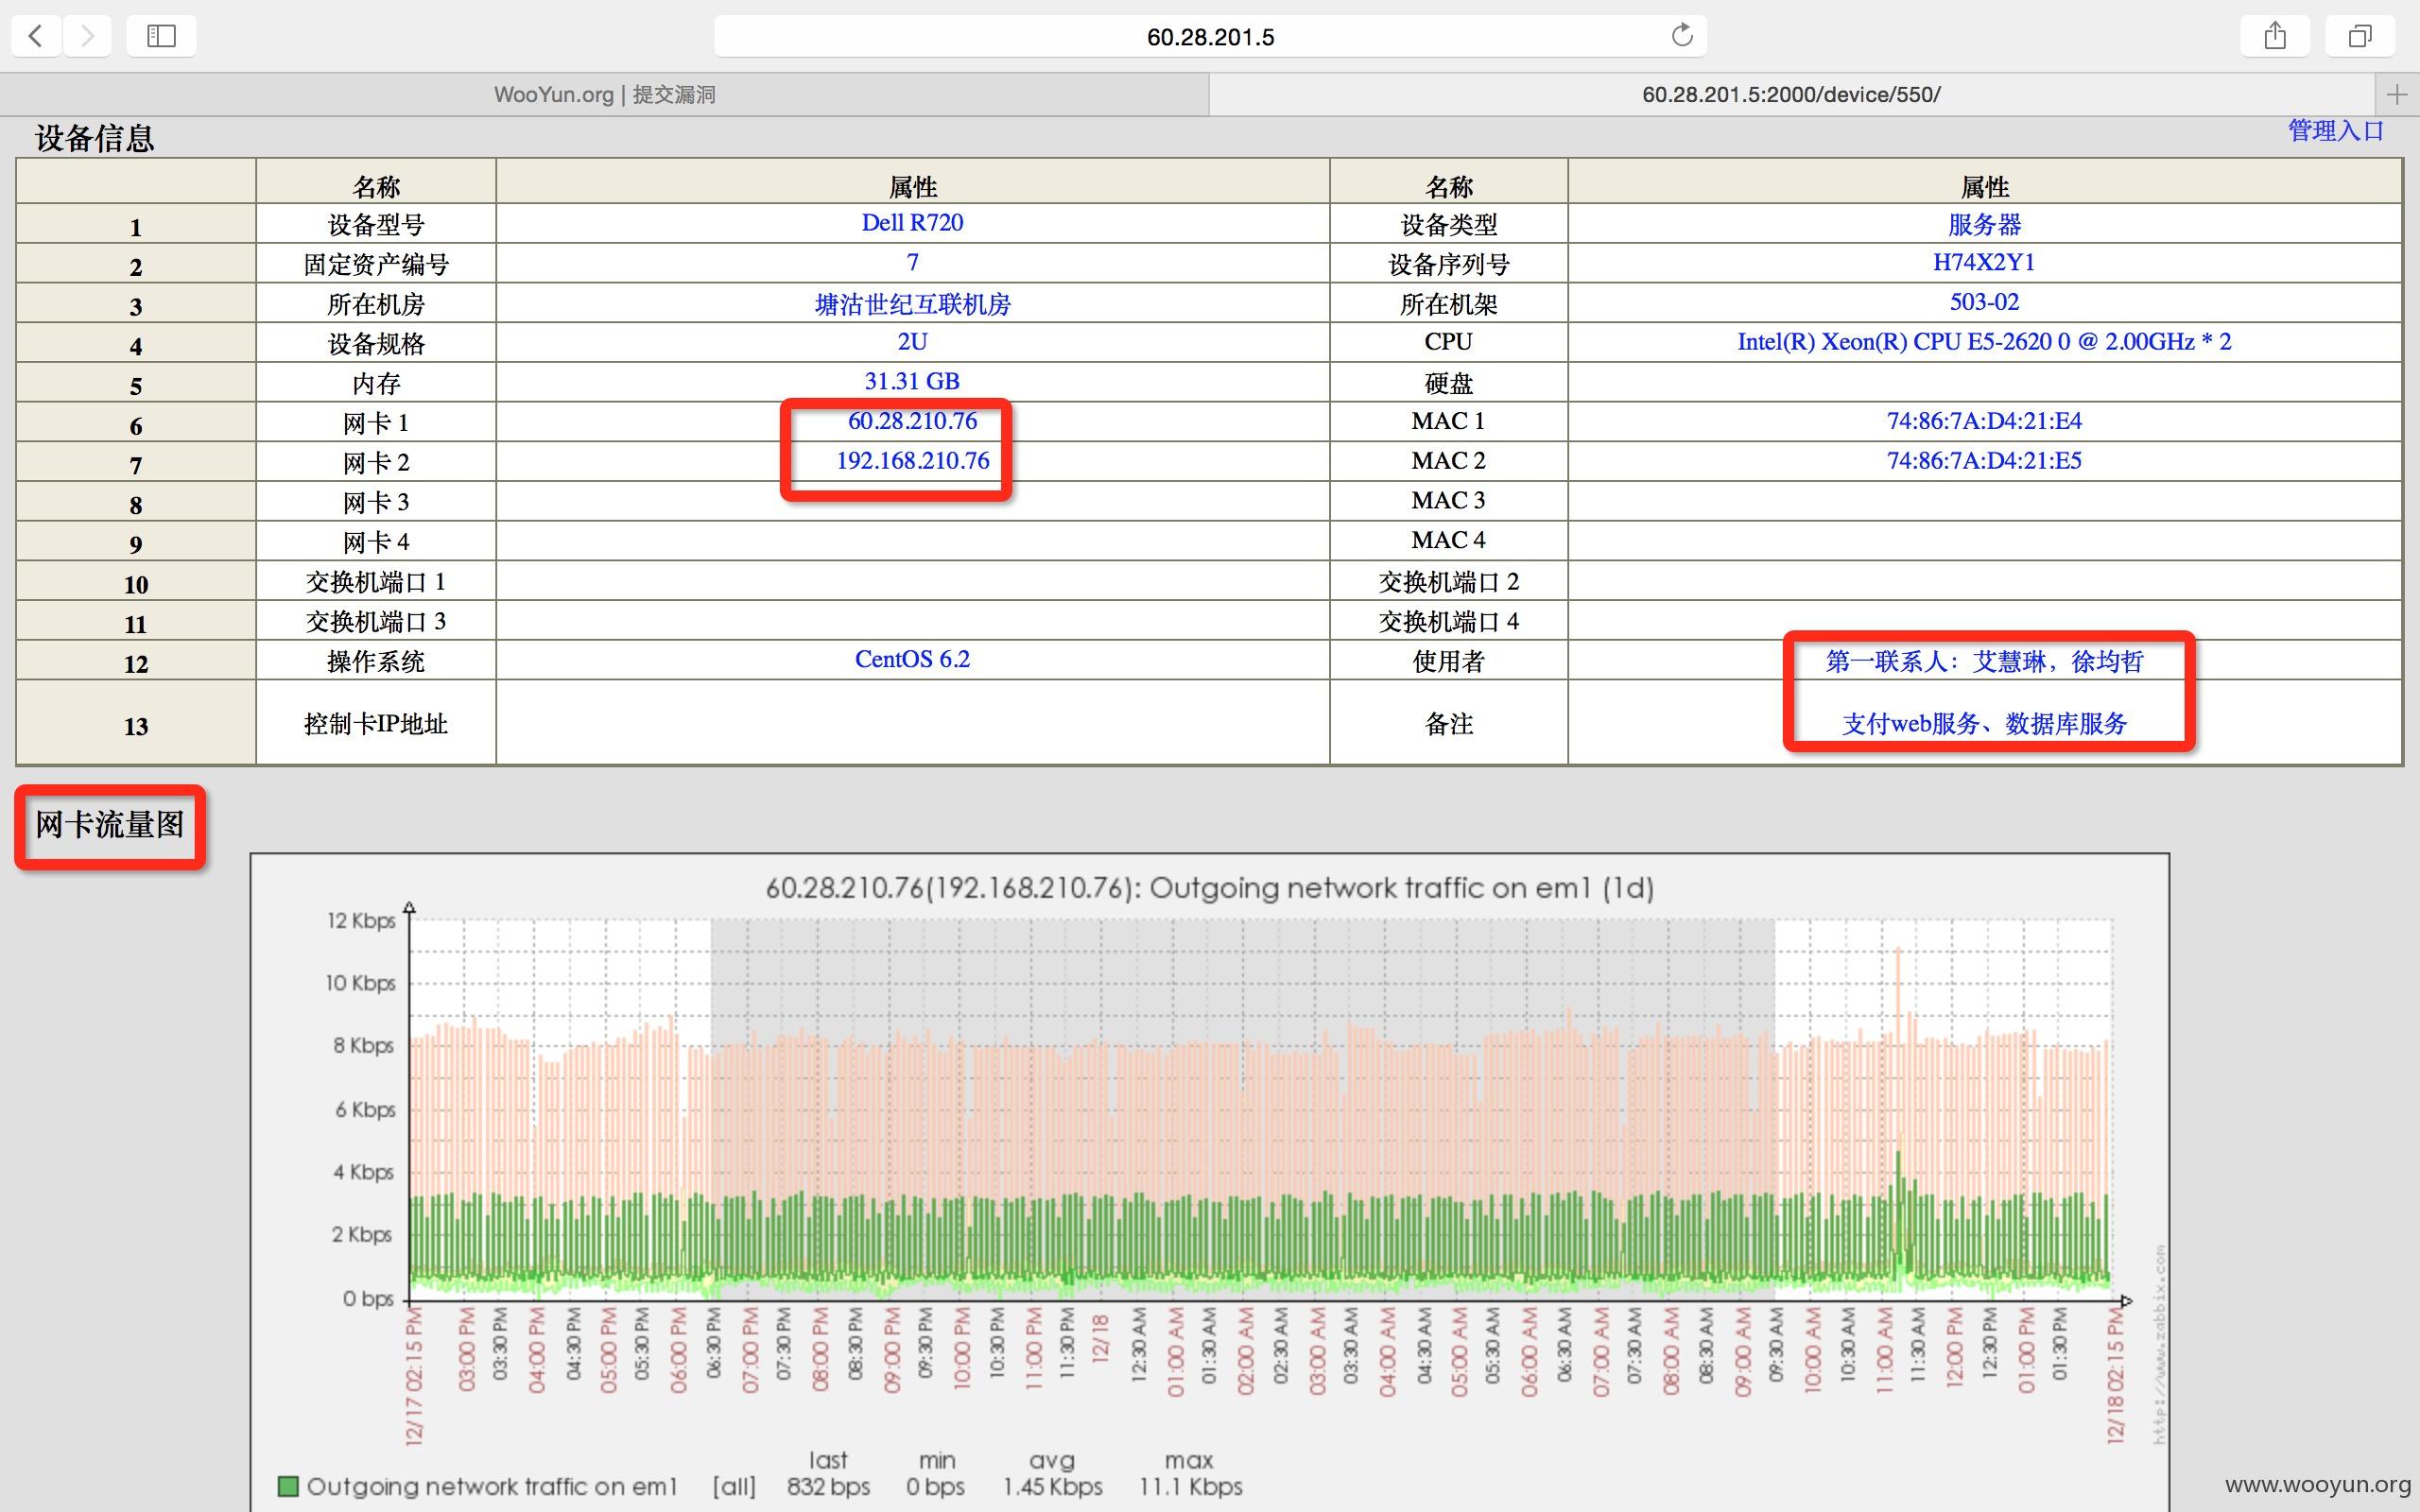 60.28.201.5
WooYun.org | 提交漏洞
60.28.201.5:2000/device/550/
设备信息
管理入口
名称 属性 名称 属性
1 设备型号 Dell R720 设备类型 服务器
2 固定资产编号 7 设备序列号 H74X2Y1
3 所在机房 塘沽世纪互联机房 所在机架 503-02
4 设备规格 2U CPU Intel(R) Xeon(R) CPU E5-2620 0 @ 2.00GHz * 2
5 内存 31.31 GB 硬盘
6 网卡 1 60.28.210.76 MAC 1 74:86:7A:D4:21:E4
7 网卡 2 192.168.210.76 MAC 2 74:86:7A:D4:21:E5
8 网卡 3 MAC 3
9 网卡 4 MAC 4
10 交换机端口 1 交换机端口 2
11 交换机端口 3 交换机端口 4
12 操作系统 CentOS 6.2 使用者 第一联系人：艾慧琳，徐均哲
13 控制卡IP地址 备注 支付web服务、数据库服务
网卡流量图
60.28.210.76(192.168.210.76): Outgoing network traffic on em1 (1d)
12 Kbps
10 Kbps
8 Kbps
6 Kbps
4 Kbps
2 Kbps
0 bps
12/17 02:15 PM 03:00 PM 03:30 PM 04:00 PM 04:30 PM 05:00 PM 05:30 PM 06:00 PM 06:30 PM 07:00 PM 07:30 PM 08:00 PM 08:30 PM 09:00 PM 09:30 PM 10:00 PM 10:30 PM 11:00 PM 11:30 PM 12/18 12:30 AM 01:00 AM 01:30 AM 02:00 AM 02:30 AM 03:00 AM 03:30 AM 04:00 AM 04:30 AM 05:00 AM 05:30 AM 06:00 AM 06:30 AM 07:00 AM 07:30 AM 08:00 AM 08:30 AM 09:00 AM 09:30 AM 10:00 AM 10:30 AM 11:00 AM 11:30 AM 12:00 PM 12:30 PM 01:00 PM 01:30 PM 12/18 02:15 PM
http://www.zabbix.com
last min avg max
Outgoing network traffic on em1 [all] 832 bps 0 bps 1.45 Kbps 11.1 Kbps
www.wooyun.org